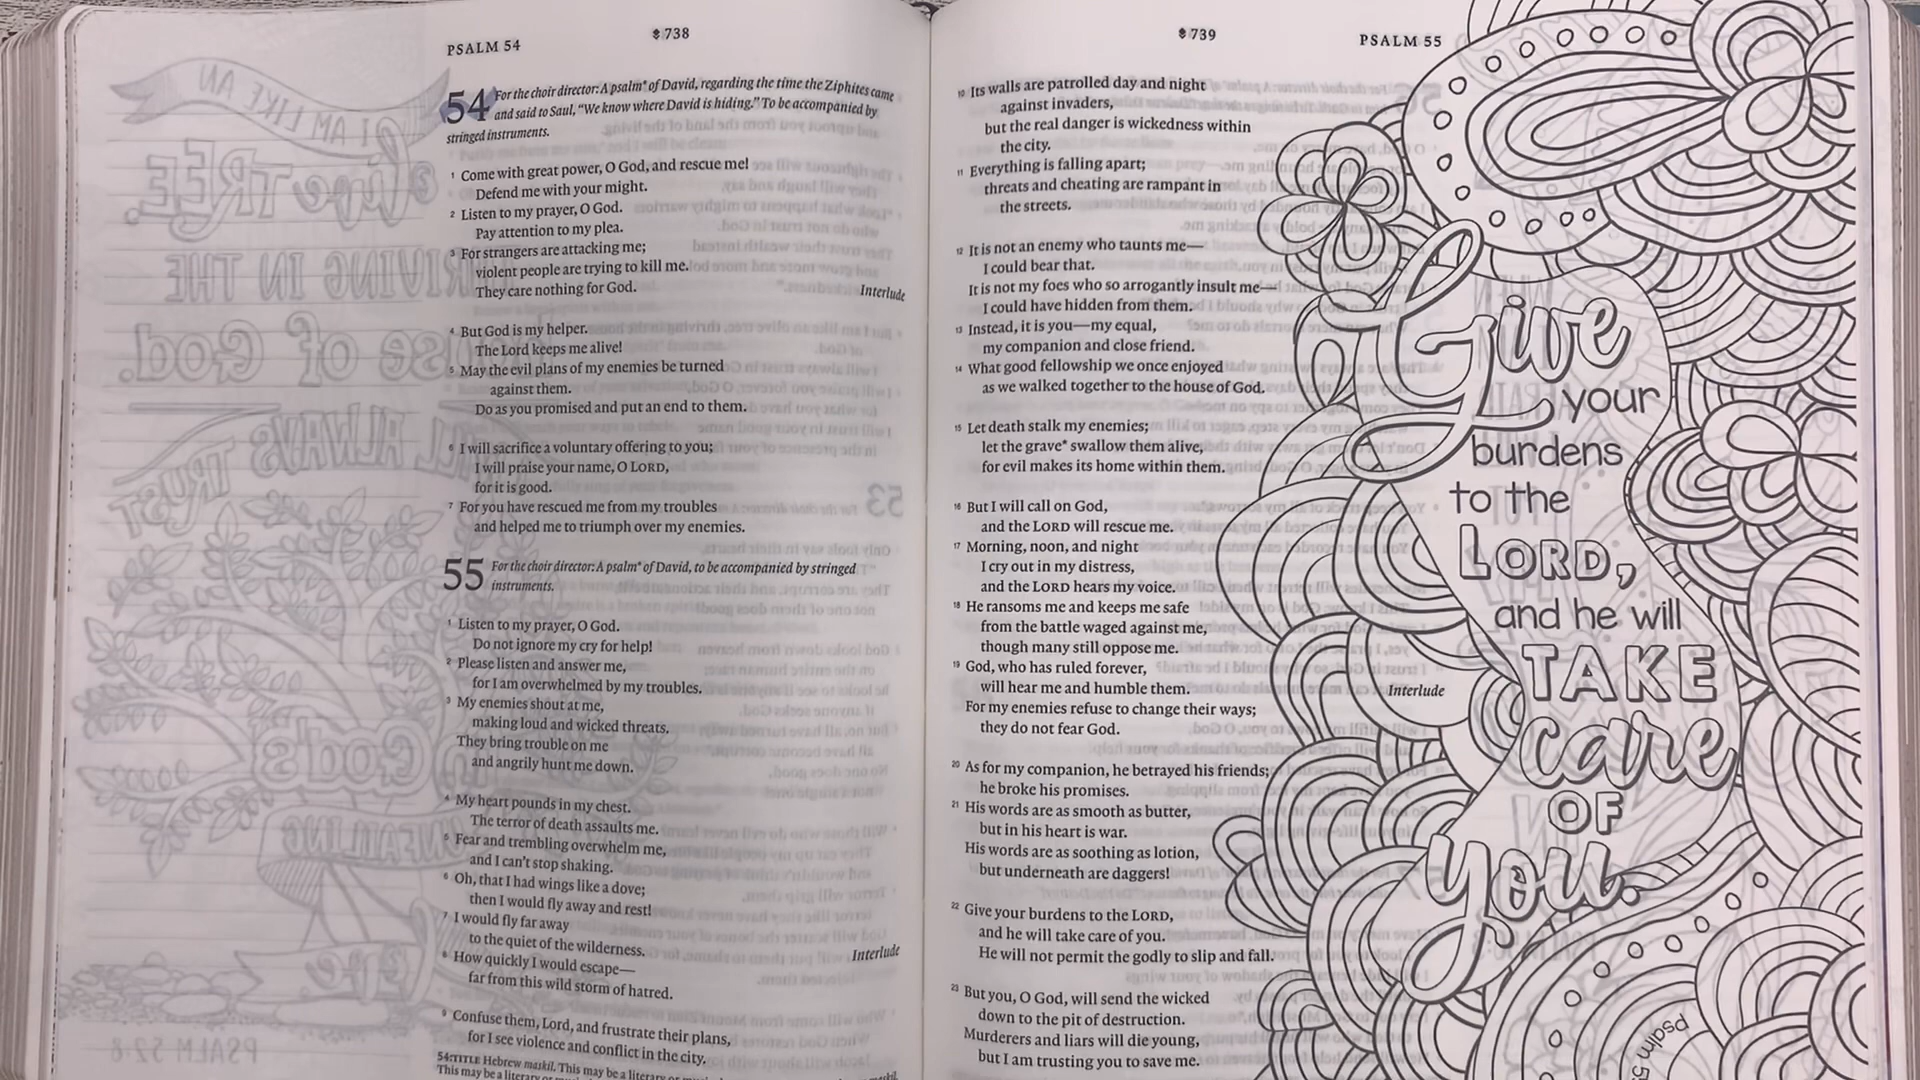 PSALM 54
738
54 For the choir director: A psalm* of David, regarding the time the Ziphites came
and said to Saul, “We know where David is hiding.” To be accompanied by
stringed instruments.
1 Come with great power, O God, and rescue me!
Defend me with your might.
2 Listen to my prayer, O God.
Pay attention to my plea.
3 For strangers are attacking me;
violent people are trying to kill me.
They care nothing for God.
Interlude
4 But God is my helper.
The Lord keeps me alive!
5 May the evil plans of my enemies be turned
against them.
Do as you promised and put an end to them.
6 I will sacrifice a voluntary offering to you;
I will praise your name, O LORD,
for it is good.
7 For you have rescued me from my troubles
and helped me to triumph over my enemies.
55 For the choir director: A psalm* of David, to be accompanied by stringed
instruments.
1 Listen to my prayer, O God.
Do not ignore my cry for help!
2 Please listen and answer me,
for I am overwhelmed by my troubles.
3 My enemies shout at me,
making loud and wicked threats.
They bring trouble on me
and angrily hunt me down.
4 My heart pounds in my chest.
The terror of death assaults me.
5 Fear and trembling overwhelm me,
and I can’t stop shaking.
6 Oh, that I had wings like a dove;
then I would fly away and rest!
7 I would fly far away
to the quiet of the wilderness.
Interlude
8 How quickly I would escape—
far from this wild storm of hatred.
9 Confuse them, Lord, and frustrate their plans,
for I see violence and conflict in the city.
54:TITLE Hebrew maskil. This may be a literary
This may be a literary
739
PSALM 55
10 Its walls are patrolled day and night
against invaders,
but the real danger is wickedness within
the city.
11 Everything is falling apart;
threats and cheating are rampant in
the streets.
12 It is not an enemy who taunts me—
I could bear that.
It is not my foes who so arrogantly insult me—
I could have hidden from them.
13 Instead, it is you—my equal,
my companion and close friend.
14 What good fellowship we once enjoyed
as we walked together to the house of God.
15 Let death stalk my enemies;
let the grave* swallow them alive,
for evil makes its home within them.
16 But I will call on God,
and the LORD will rescue me.
17 Morning, noon, and night
I cry out in my distress,
and the LORD hears my voice.
18 He ransoms me and keeps me safe
from the battle waged against me,
though many still oppose me.
19 God, who has ruled forever,
will hear me and humble them.
Interlude
For my enemies refuse to change their ways;
they do not fear God.
20 As for my companion, he betrayed his friends;
he broke his promises.
21 His words are as smooth as butter,
but in his heart is war.
His words are as soothing as lotion,
but underneath are daggers!
22 Give your burdens to the LORD,
and he will take care of you.
He will not permit the godly to slip and fall.
23 But you, O God, will send the wicked
down to the pit of destruction.
Murderers and liars will die young,
but I am trusting you to save me.
Give
your
burdens
to the
LORD,
and he will
TAKE
care
OF
you.
Psalm